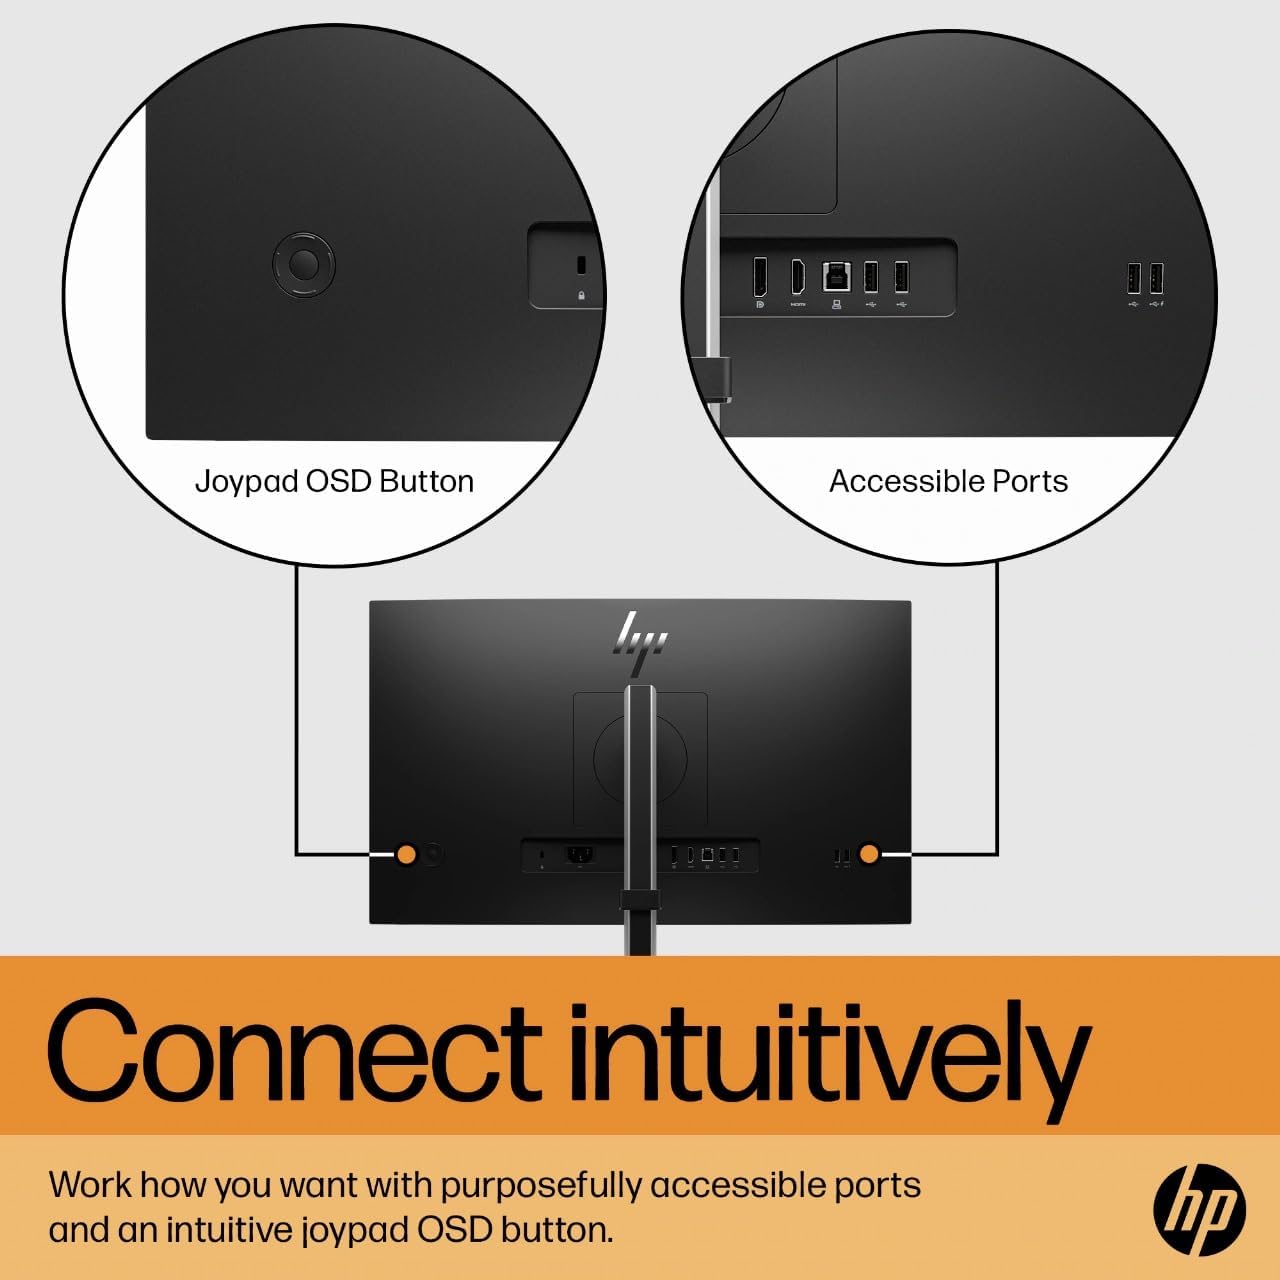 Joypad OSD Button
Accessible Ports
HDMI
hp
Connect intuitively
Work how you want with purposefully accessible ports
and an intuitive joypad OSD button.
hp